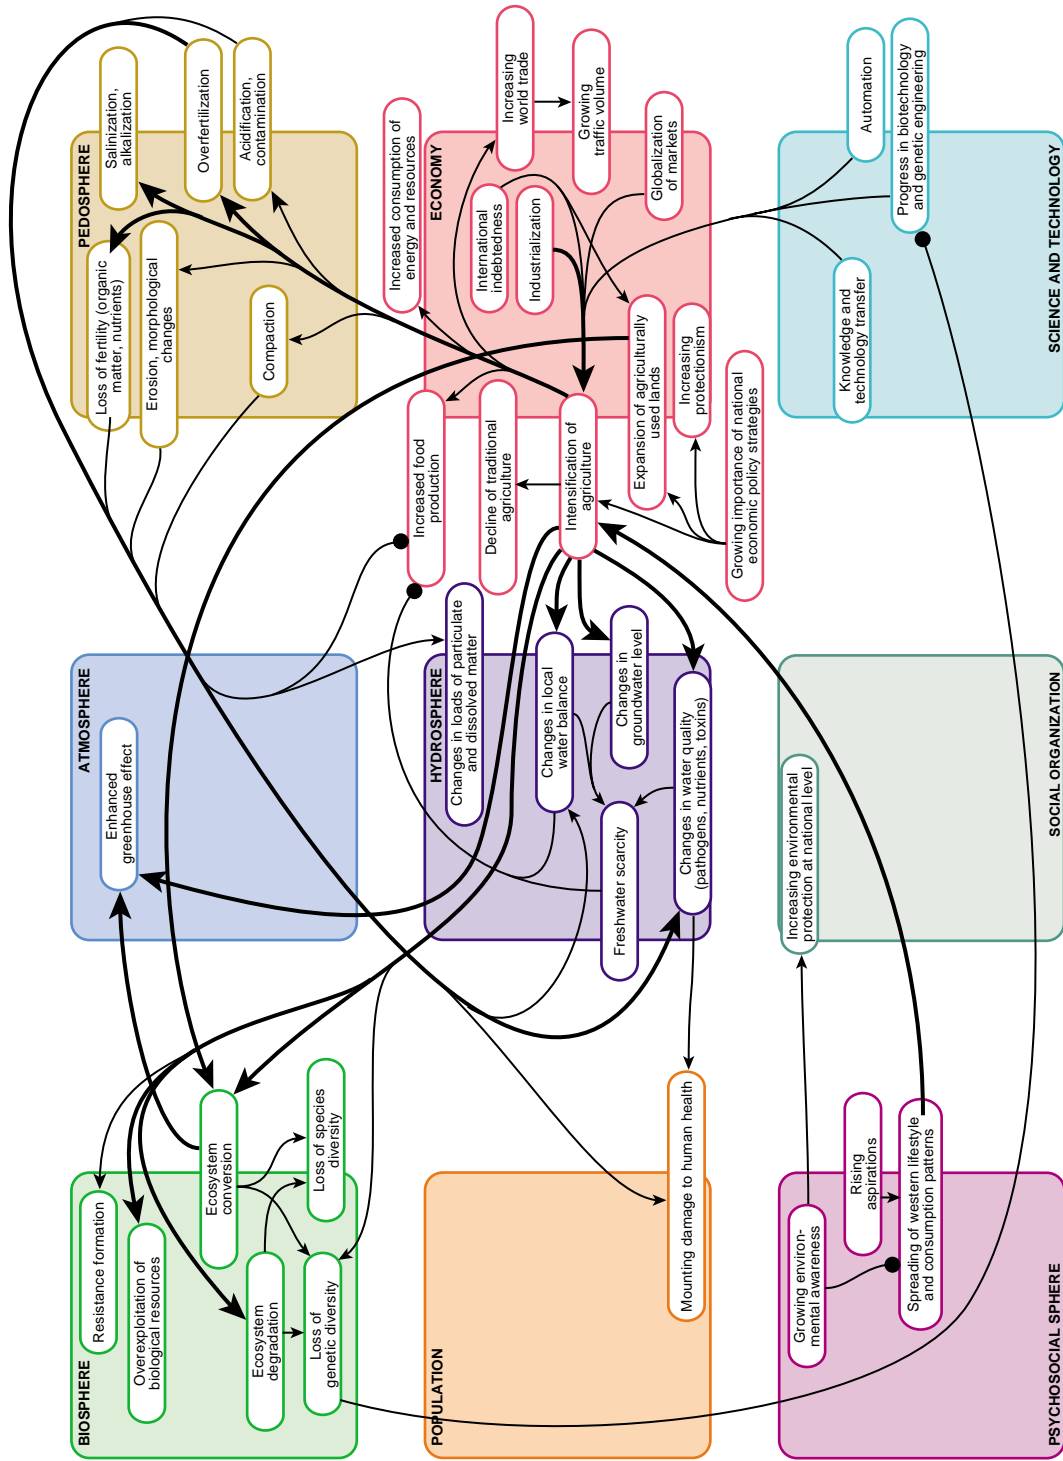 BIOSPHERE
Resistance formation
Overexploitation of
biological resources
Ecosystem
conversion
Ecosystem
degradation
Loss of species
diversity
Loss of
genetic diversity
ATMOSPHERE
Enhanced
greenhouse effect
PEDOSPHERE
Salinization,
alkalization
Loss of fertility (organic
matter, nutrients)
Overfertilization
Erosion, morphological
changes
Acidification,
contamination
Compaction
POPULATION
Mounting damage to human health
HYDROSPHERE
Changes in loads of particulate
and dissolved matter
Changes in local
water balance
Changes in
groundwater level
Freshwater scarcity
Changes in water quality
(pathogens, nutrients, toxins)
ECONOMY
Increased consumption of
energy and resources
Increased food
production
Increasing
world trade
International
indebtedness
Decline of traditional
agriculture
Industrialization
Growing
traffic volume
Intensification of
agriculture
Expansion of agriculturally
used lands
Globalization
of markets
Increasing
protectionism
Growing importance of national
economic policy strategies
PSYCHOSOCIAL SPHERE
Growing environ-
mental awareness
Rising
aspirations
Spreading of western lifestyle
and consumption patterns
SOCIAL ORGANIZATION
Increasing environmental
protection at national level
SCIENCE AND TECHNOLOGY
Knowledge and
technology transfer
Automation
Progress in biotechnology
and genetic engineering